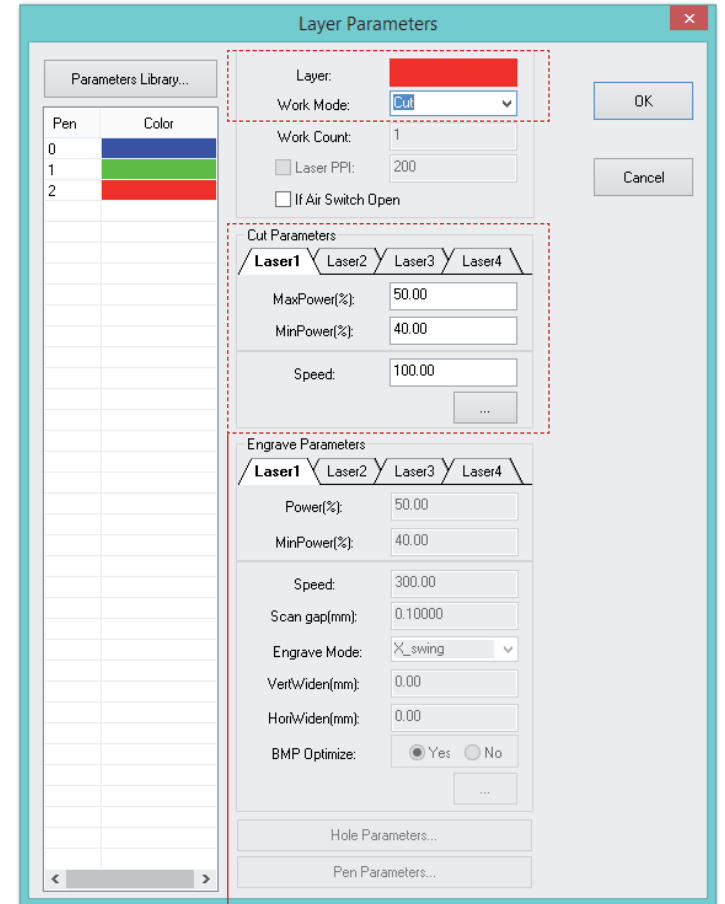 Layer Parameters
x
Parameters Library...
Pen Color
0
1
2
Layer:
Work Mode: Cut
Work Count: 1
Laser PPI: 200
If Air Switch Open
OK
Cancel
Cut Parameters
Laser1 Laser2 Laser3 Laser4
MaxPower(%): 50.00
MinPower(%): 40.00
Speed: 100.00
...
Engrave Parameters
Laser1 Laser2 Laser3 Laser4
Power(%): 50.00
MinPower(%): 40.00
Speed: 300.00
Scan gap(mm): 0.10000
Engrave Mode: X_swing
VertWiden(mm): 0.00
HoriWiden(mm): 0.00
BMP Optimize: Yes No
...
Hole Parameters...
Pen Parameters...